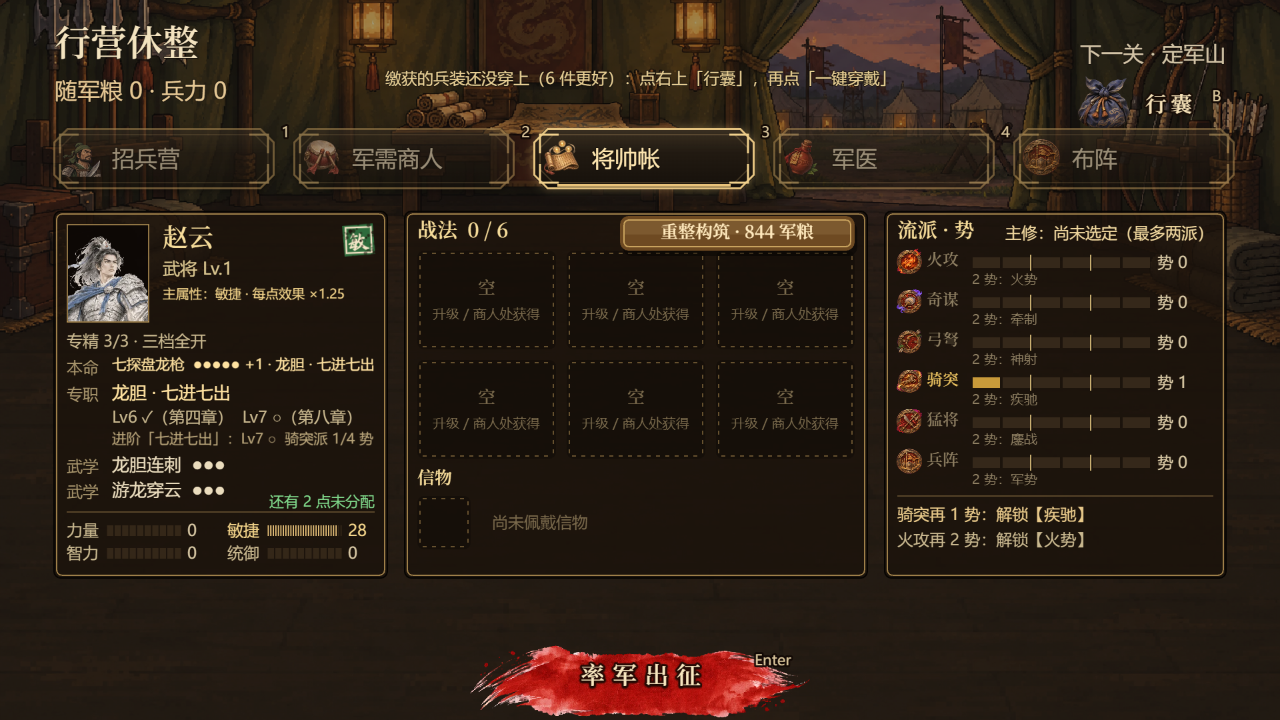 行营休整
随军粮 0 · 兵力 0
缴获的兵装还没穿上（6 件更好）：点右上「行囊」，再点「一键穿戴」
下一关 · 定军山
行囊 B
招兵营 1
军需商人 2
将帅帐 3
军医 4
布阵
赵云
敏
武将 Lv.1
主属性：敏捷 · 每点效果 ×1.25
专精 3/3 · 三档全开
本命 七探盘龙枪 ●●●●● +1 · 龙胆 · 七进七出
专职 龙胆 · 七进七出
Lv6 ✓（第四章） Lv7 ○（第八章）
进阶「七进七出」：Lv7 ○ 骑突派 1/4 势
武学 龙胆连刺 ●●●
武学 游龙穿云 ●●●
还有 2 点未分配
力量 0 敏捷 28
智力 0 统御 0
战法 0 / 6
重整构筑 · 844 军粮
空 空 空
升级 / 商人处获得 升级 / 商人处获得 升级 / 商人处获得
空 空 空
升级 / 商人处获得 升级 / 商人处获得 升级 / 商人处获得
信物
尚未佩戴信物
流派 · 势 主修：尚未选定（最多两派）
火攻 势 0
2 势：火势
奇谋 势 0
2 势：牵制
弓弩 势 0
2 势：神射
骑突 势 1
2 势：疾驰
猛将 势 0
2 势：鏖战
兵阵 势 0
2 势：军势
骑突再 1 势：解锁【疾驰】
火攻再 2 势：解锁【火势】
率军出征 Enter